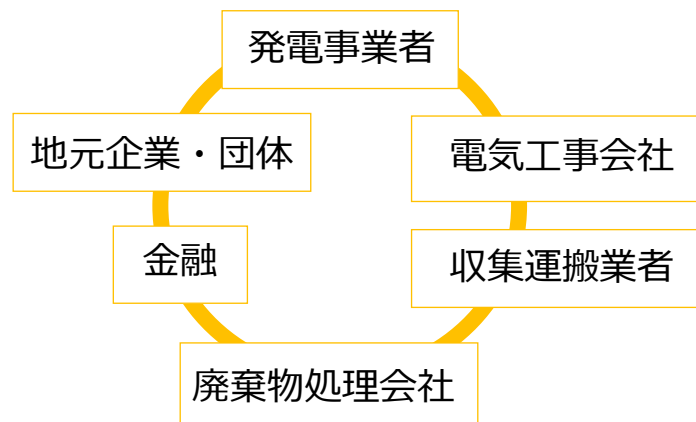 発電事業者
地元企業・団体
電気工事会社
金融
収集運搬業者
廃棄物処理会社